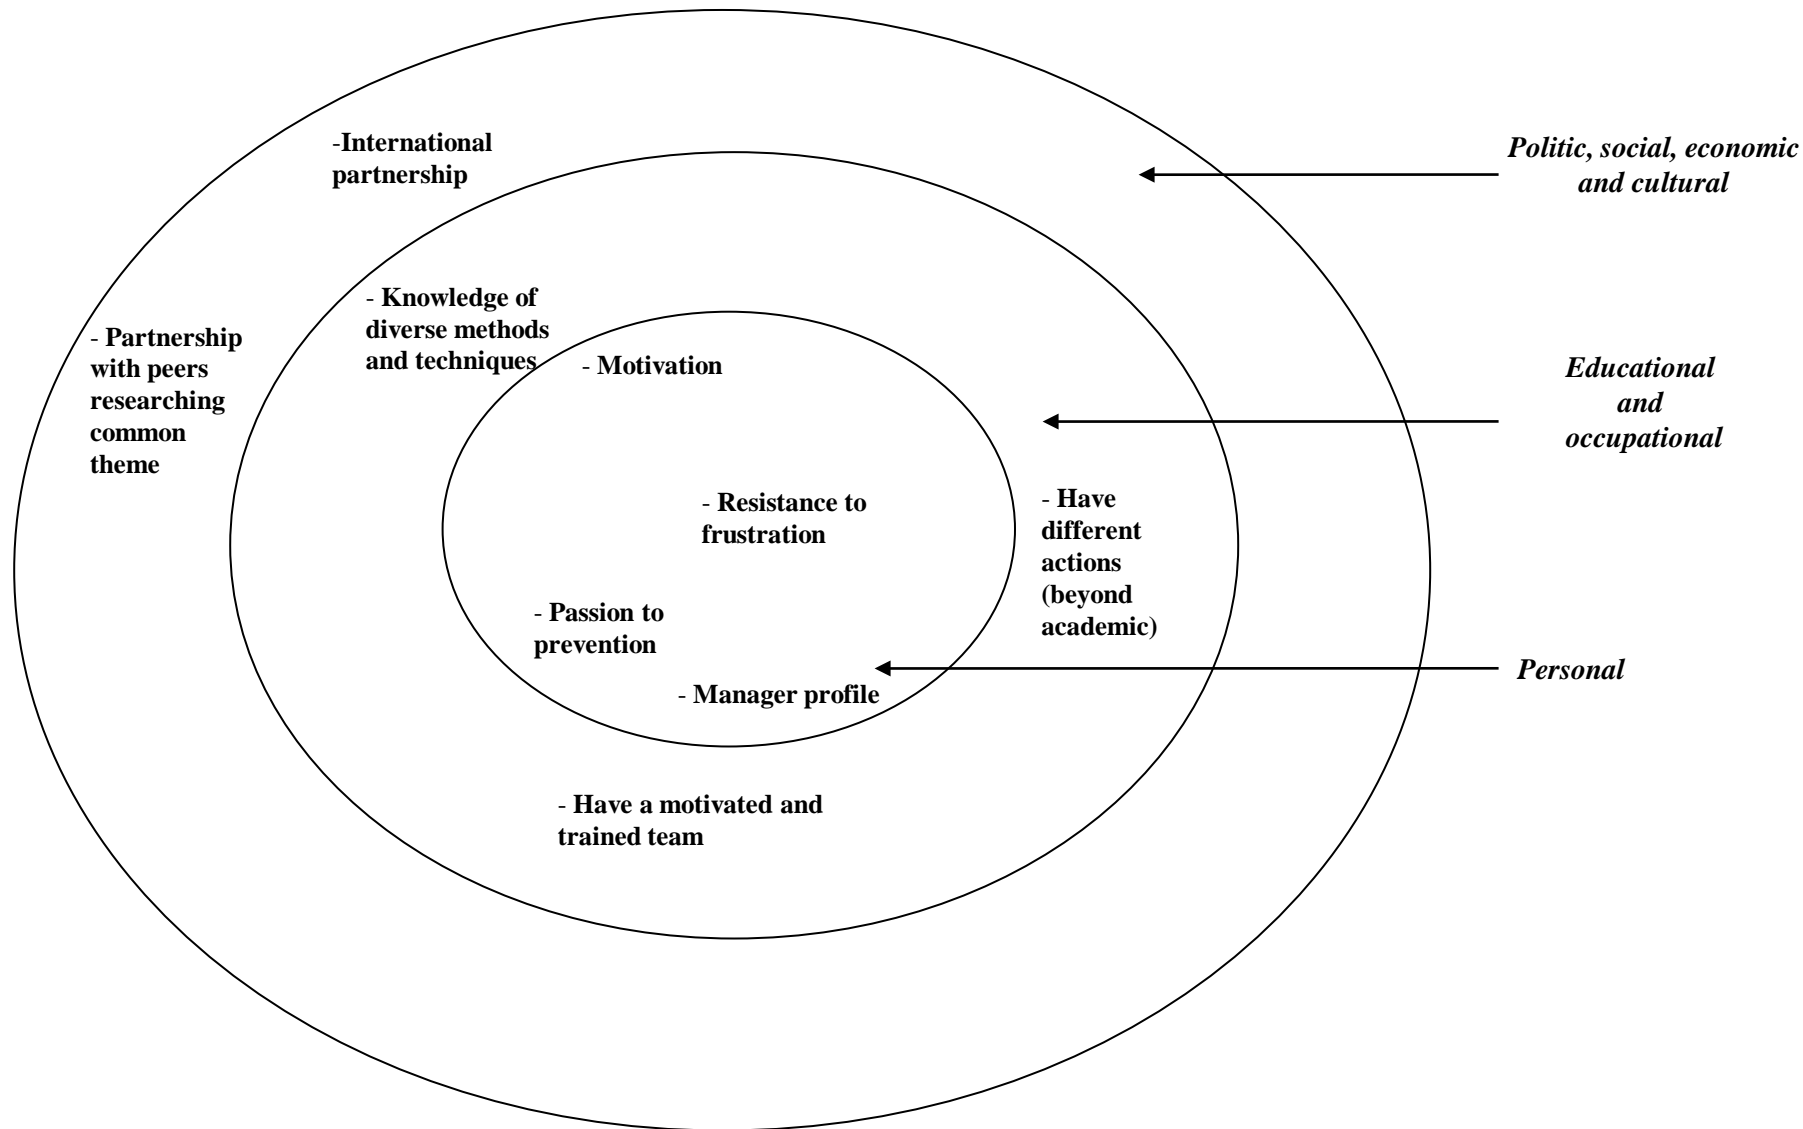 -International
partnership
Politic, social, economic
and cultural
- Knowledge of
diverse methods
and techniques
- Partnership
with peers
researching
common
theme
- Motivation
Educational
and
occupational
- Resistance to
frustration
- Have
different
actions
(beyond
academic)
- Passion to
prevention
- Manager profile
Personal
- Have a motivated and
trained team